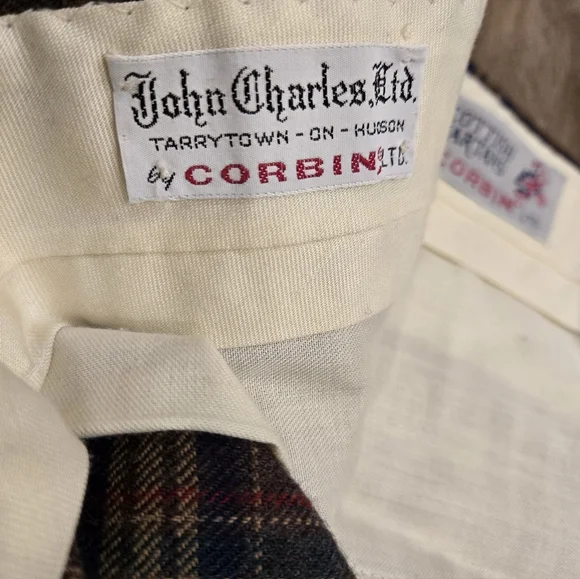 John Charles, Ltd.
TARRYTOWN - ON - HUDSON
by CORBIN, LTD.
CORBIN